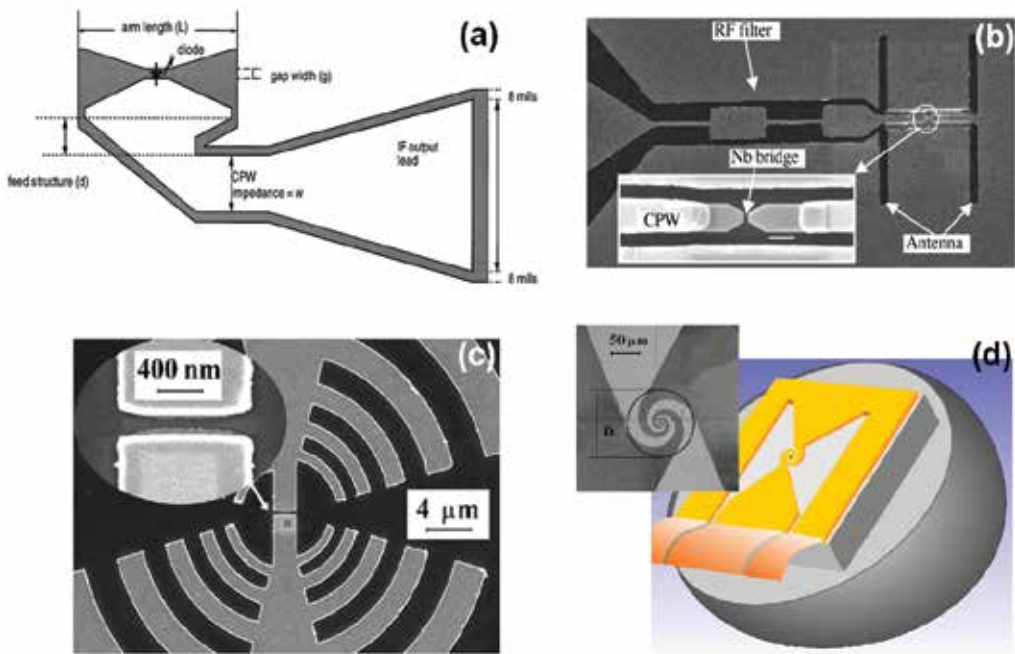 (a)
arm length (L)
diode
gap width (g)
8 mils
IF output
lead
feed structure (d)
CPW
impedance = w
8 mils
(b)
RF filter
Nb bridge
CPW
Antenna
(c)
400 nm
4 μm
(d)
50 μm
D